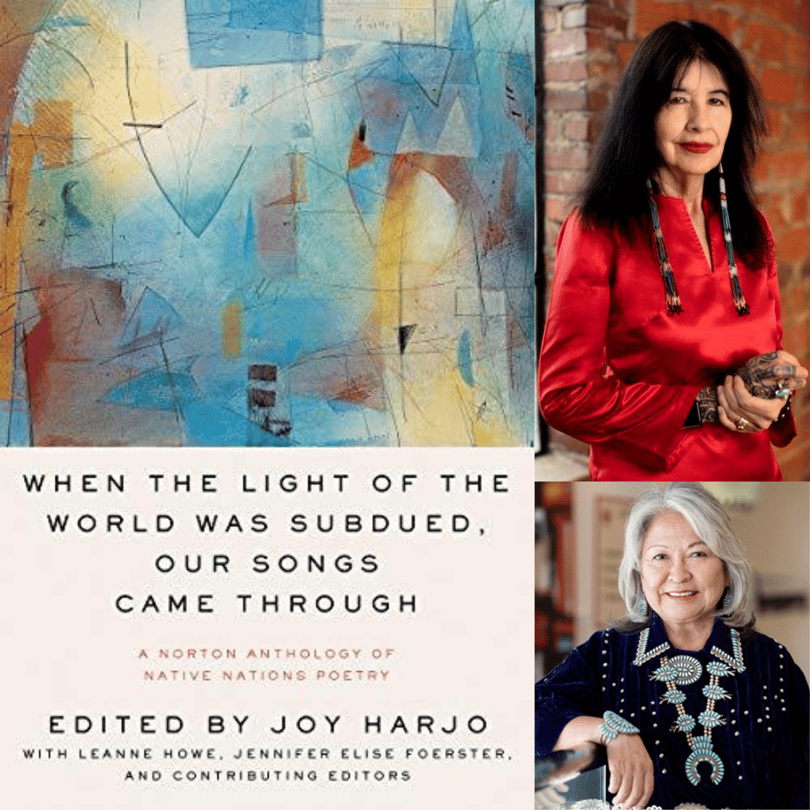 WHEN THE LIGHT OF THE
WORLD WAS SUBDUED,
OUR SONGS
CAME THROUGH
A NORTON ANTHOLOGY OF
NATIVE NATIONS POETRY
EDITED BY JOY HARJO
WITH LEANNE HOWE, JENNIFER ELISE FOERSTER,
AND CONTRIBUTING EDITORS